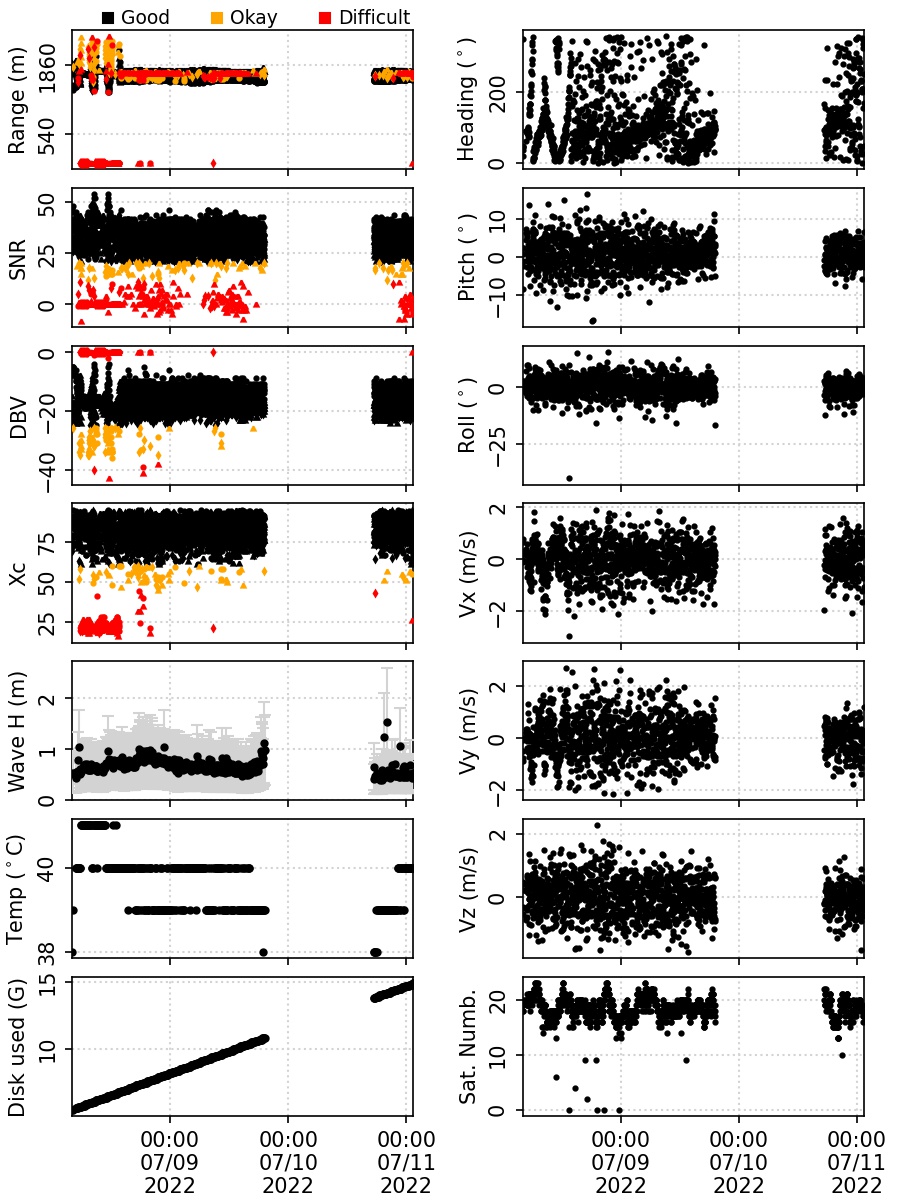 Good Okay Difficult
Range (m)
1860
540
Heading (°)
200
0
SNR
50
25
0
Pitch (°)
10
0
−10
DBV
0
−20
−40
Roll (°)
0
−25
Xc
75
50
25
Vx (m/s)
2
0
−2
Wave H (m)
2
1
0
Vy (m/s)
2
0
−2
Temp (°C)
40
38
Vz (m/s)
2
0
Disk used (G)
15
10
Sat. Numb.
20
10
0
00:00 00:00 00:00
07/09 07/10 07/11
2022 2022 2022
00:00 00:00 00:00
07/09 07/10 07/11
2022 2022 2022